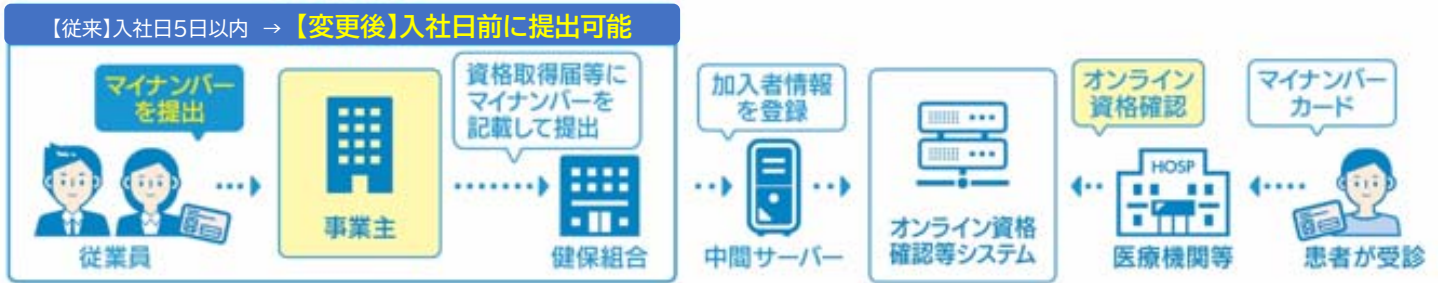 【従来】入社日5日以内 → 【変更後】入社日前に提出可能
マイナンバー
を提出
従業員
事業主
資格取得届等に
マイナンバーを
記載して提出
健保組合
加入者情報
を登録
中間サーバー
オンライン資格
確認等システム
オンライン
資格確認
HOSP
医療機関等
マイナンバー
カード
患者が受診